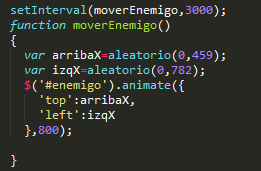 setInterval(moverEnemigo,3000);
function moverEnemigo()
{
  var arribaX=aleatorio(0,459);
  var izqX=aleatorio(0,782);
  $('#enemigo').animate({
    'top':arribaX,
    'left':izqX
  },800);
}